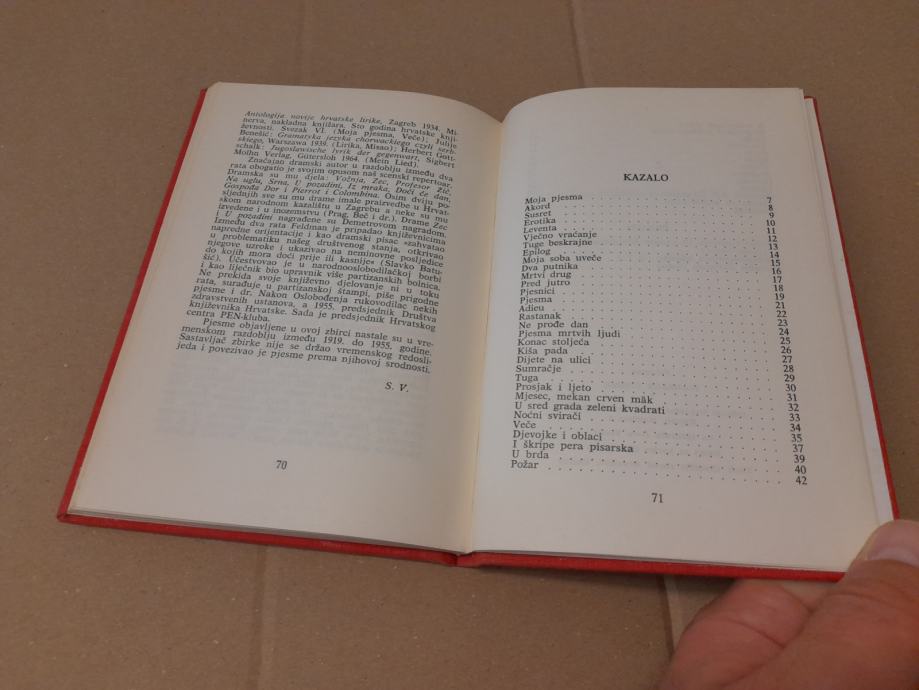 Antologija novije hrvatske lirike, Zagreb 1934. Mi-
nerva, nakladna knjižara. Sto godina hrvatske knji-
ževnosti. Svezak VI. (Moja pjesma, Veče); Julije
Benešić: Gramatyka jezyka chorwackiego czyli serb-
skiego, Warszawa 1939. (Lirika, Misao); Herbert Gott-
schalk: Jugoslawische lyrik der gegenwart, Sigbert
Molhn Verlag, Gütersloh 1964. (Mein Lied).
Značajan dramski autor u razdoblju između dva
rata obogatio je svojim opusom naš scenski repertoar.
Dramska su mu djela: Vožnja, Zec, Profesor Žič,
Na uglu, Srna, U pozadini, Iz mraka, Doći će dan,
Gospođa Dor i Pierrot i Colombina. Osim dviju po-
sljednjih sve su mu drame imale praizvedbe u Hrvat-
skom narodnom kazalištu u Zagrebu a neke su mu
izvedene i u inozemstvu (Prag, Beč i dr.). Drame Zec
i U pozadini nagrađene su Demetrovom nagradom.
Između dva rata Feldman je pripadao književnicima
napredne orijentacije i kao dramski pisac »zahvatao
u problematiku našeg društvenog stanja, otkrivao
njegove uzroke i ukazivao na neminovne posljedice
do kojih mora doći prije ili kasnije« (Slavko Batu-
šić). Učestvovao je u narodnooslobodilačkoj borbi
i kao liječnik bio upravnik više partizanskih bolnica.
Ne prekida svoje književno djelovanje ni u toku
rata, surađuje u partizanskoj štampi, piše prigodne
pjesme i dr. Nakon Oslobođenja rukovodilac nekih
zdravstvenih ustanova, a 1955. predsjednik Društva
književnika Hrvatske. Sada je predsjednik Hrvatskog
centra PEN-kluba.
Pjesme objavljene u ovoj zbirci nastale su u vre-
menskom razdoblju između 1919. do 1955. godine.
Sastavljač zbirke nije se držao vremenskog redosli-
jeda i povezivao je pjesme prema njihovoj srodnosti.
S. V.
70
KAZALO
Moja pjesma 7
Akord 8
Susret 9
Erotika 10
Leventa 11
Vječno vraćanje 12
Tuge beskrajne 13
Epilog 14
Moja soba uveče 15
Dva putnika 16
Mrtvi drug 17
Pred jutro 18
Pjesnici 19
Pjesma 21
Adieu 22
Rastanak 23
Ne prođe dan 24
Pjesma mrtvih ljudi 25
Konac stoljeća 26
Kiša pada 27
Dijete na ulici 28
Sumračje 29
Tuga 30
Prosjak i ljeto 31
Mjesec, mekan crven mâk 32
U sred grada zeleni kvadrati 33
Noćni svirači 34
Veče 35
Djevojke i oblaci 37
I škripe pera pisarska 39
U brda 40
Požar 42
71